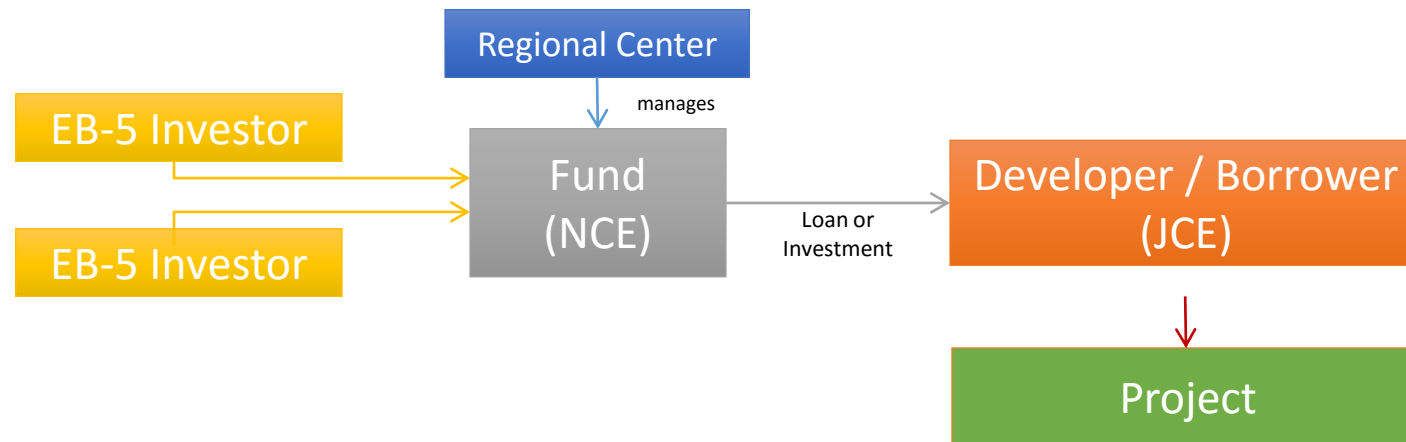 Regional Center
manages
EB-5 Investor
EB-5 Investor
Fund
(NCE)
Loan or
Investment
Developer / Borrower
(JCE)
Project